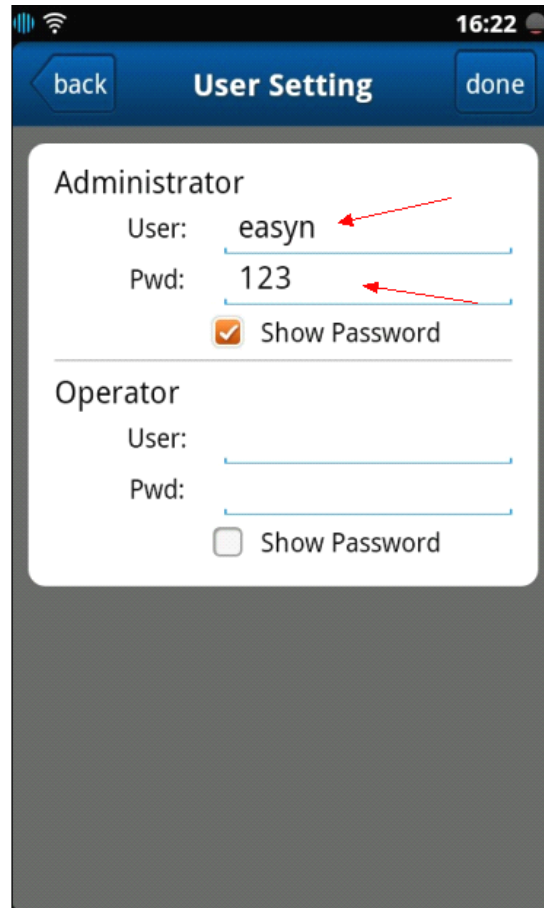 16:22
back User Setting done
Administrator
User: easyn
Pwd: 123
Show Password
Operator
User:
Pwd:
Show Password